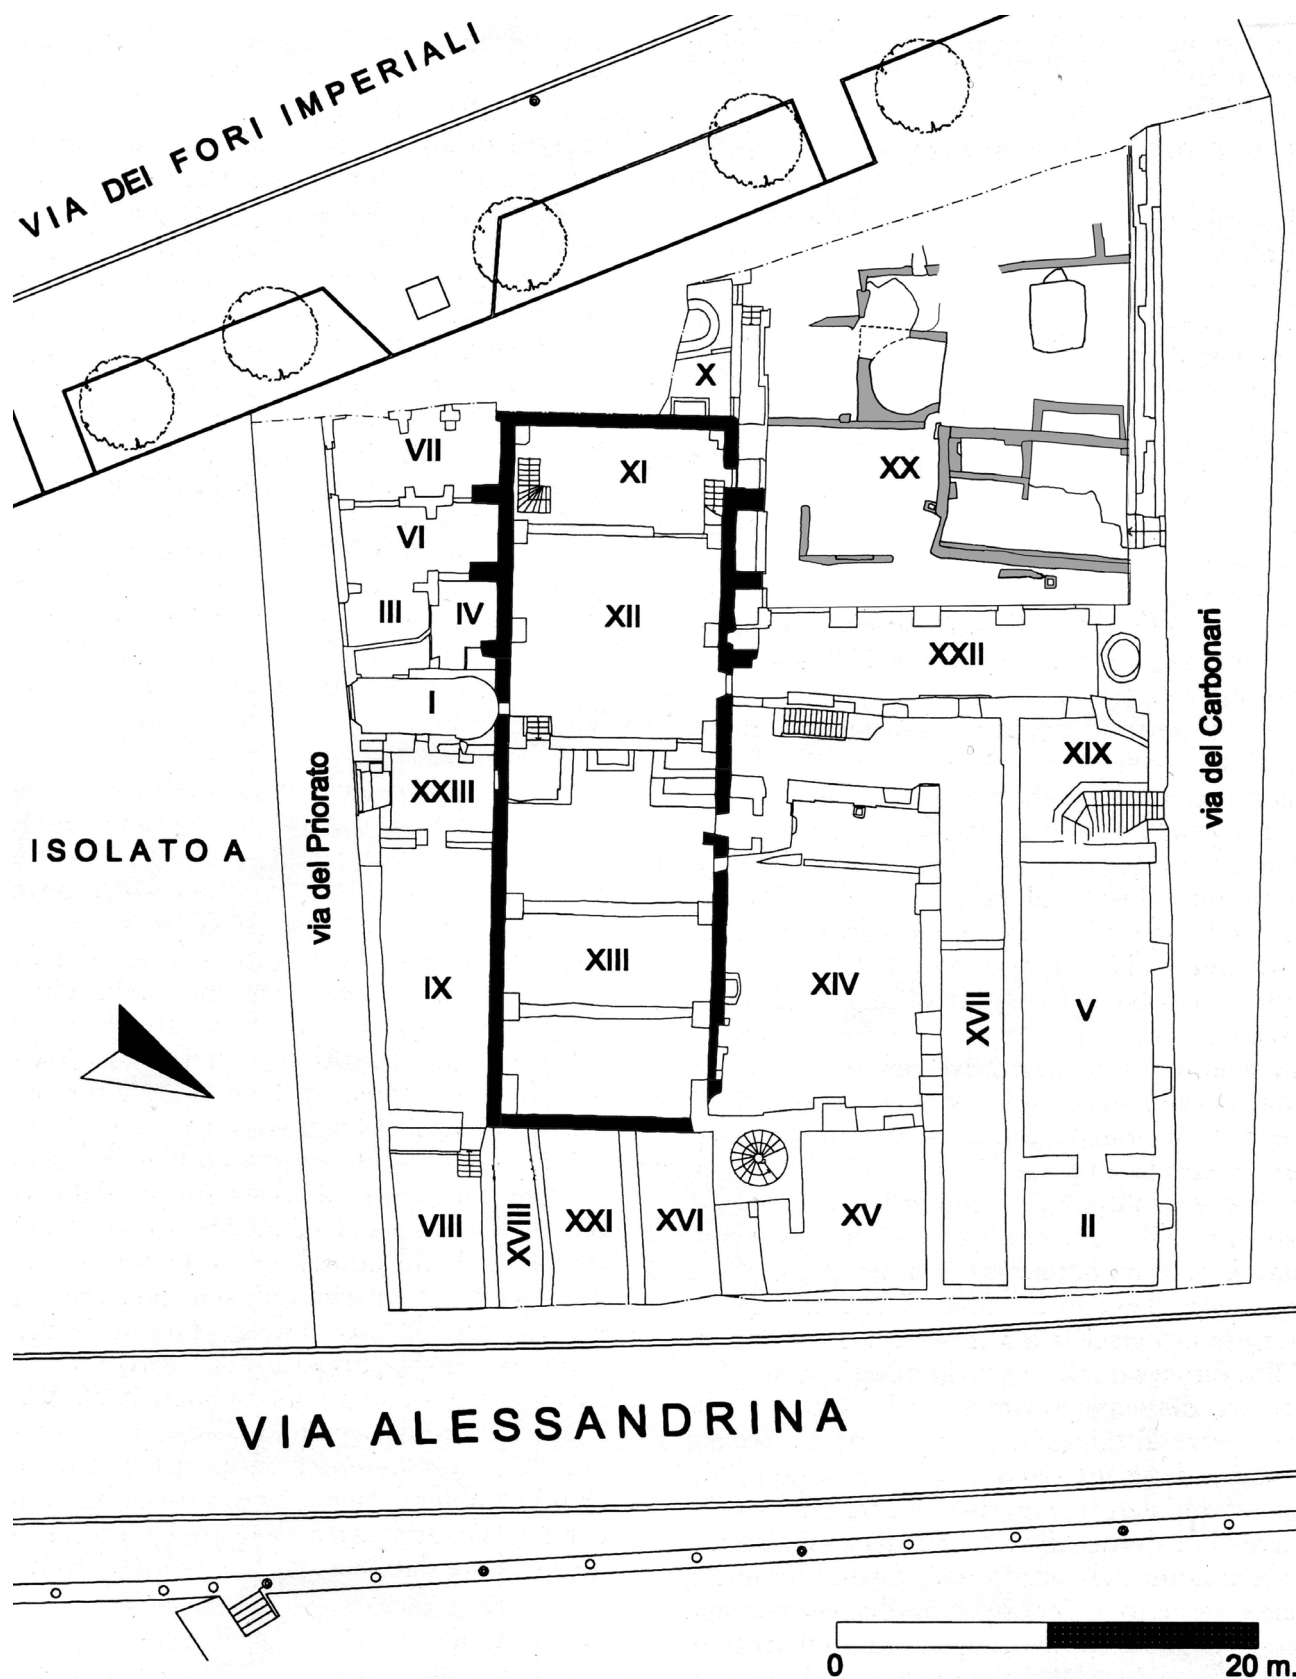 VIA DEI FORI IMPERIALI
X
VII
XI
XX
VI
III
IV
XII
XXII
I
XIX
via del Priorato
via del Carbonari
XXIII
ISOLATO A
XIII
IX
XIV
XVII
V
VIII
XVIII
XXI
XVI
XV
II
VIA ALESSANDRINA
0
20 m.